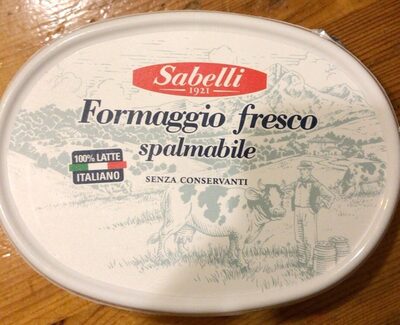 Sabelli
1921
Formaggio fresco
spalmabile
100% LATTE
ITALIANO
SENZA CONSERVANTI